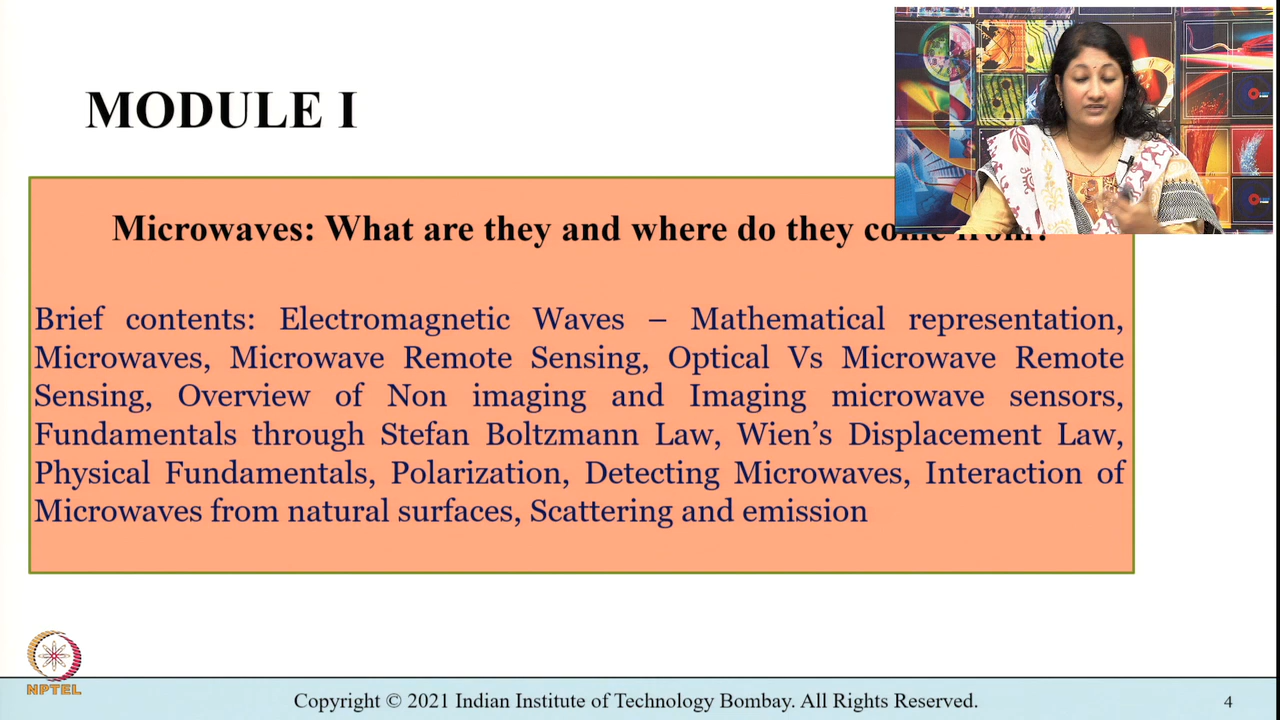 MODULE I
Microwaves: What are they and where do they come from?
Brief contents: Electromagnetic Waves – Mathematical representation,
Microwaves, Microwave Remote Sensing, Optical Vs Microwave Remote
Sensing, Overview of Non imaging and Imaging microwave sensors,
Fundamentals through Stefan Boltzmann Law, Wien’s Displacement Law,
Physical Fundamentals, Polarization, Detecting Microwaves, Interaction of
Microwaves from natural surfaces, Scattering and emission
NPTEL
Copyright © 2021 Indian Institute of Technology Bombay. All Rights Reserved.
4